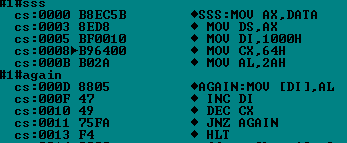 #1#sss
cs:0000 B8EC5B ◆SSS:MOV AX,DATA
cs:0003 8ED8 ◆ MOV DS,AX
cs:0005 BF0010 ◆ MOV DI,1000H
cs:0008▶B96400 ◆ MOV CX,64H
cs:000B B02A ◆ MOV AL,2AH
#1#again
cs:000D 8805 ◆AGAIN:MOV [DI],AL
cs:000F 47 ◆ INC DI
cs:0010 49 ◆ DEC CX
cs:0011 75FA ◆ JNZ AGAIN
cs:0013 F4 ◆ HLT